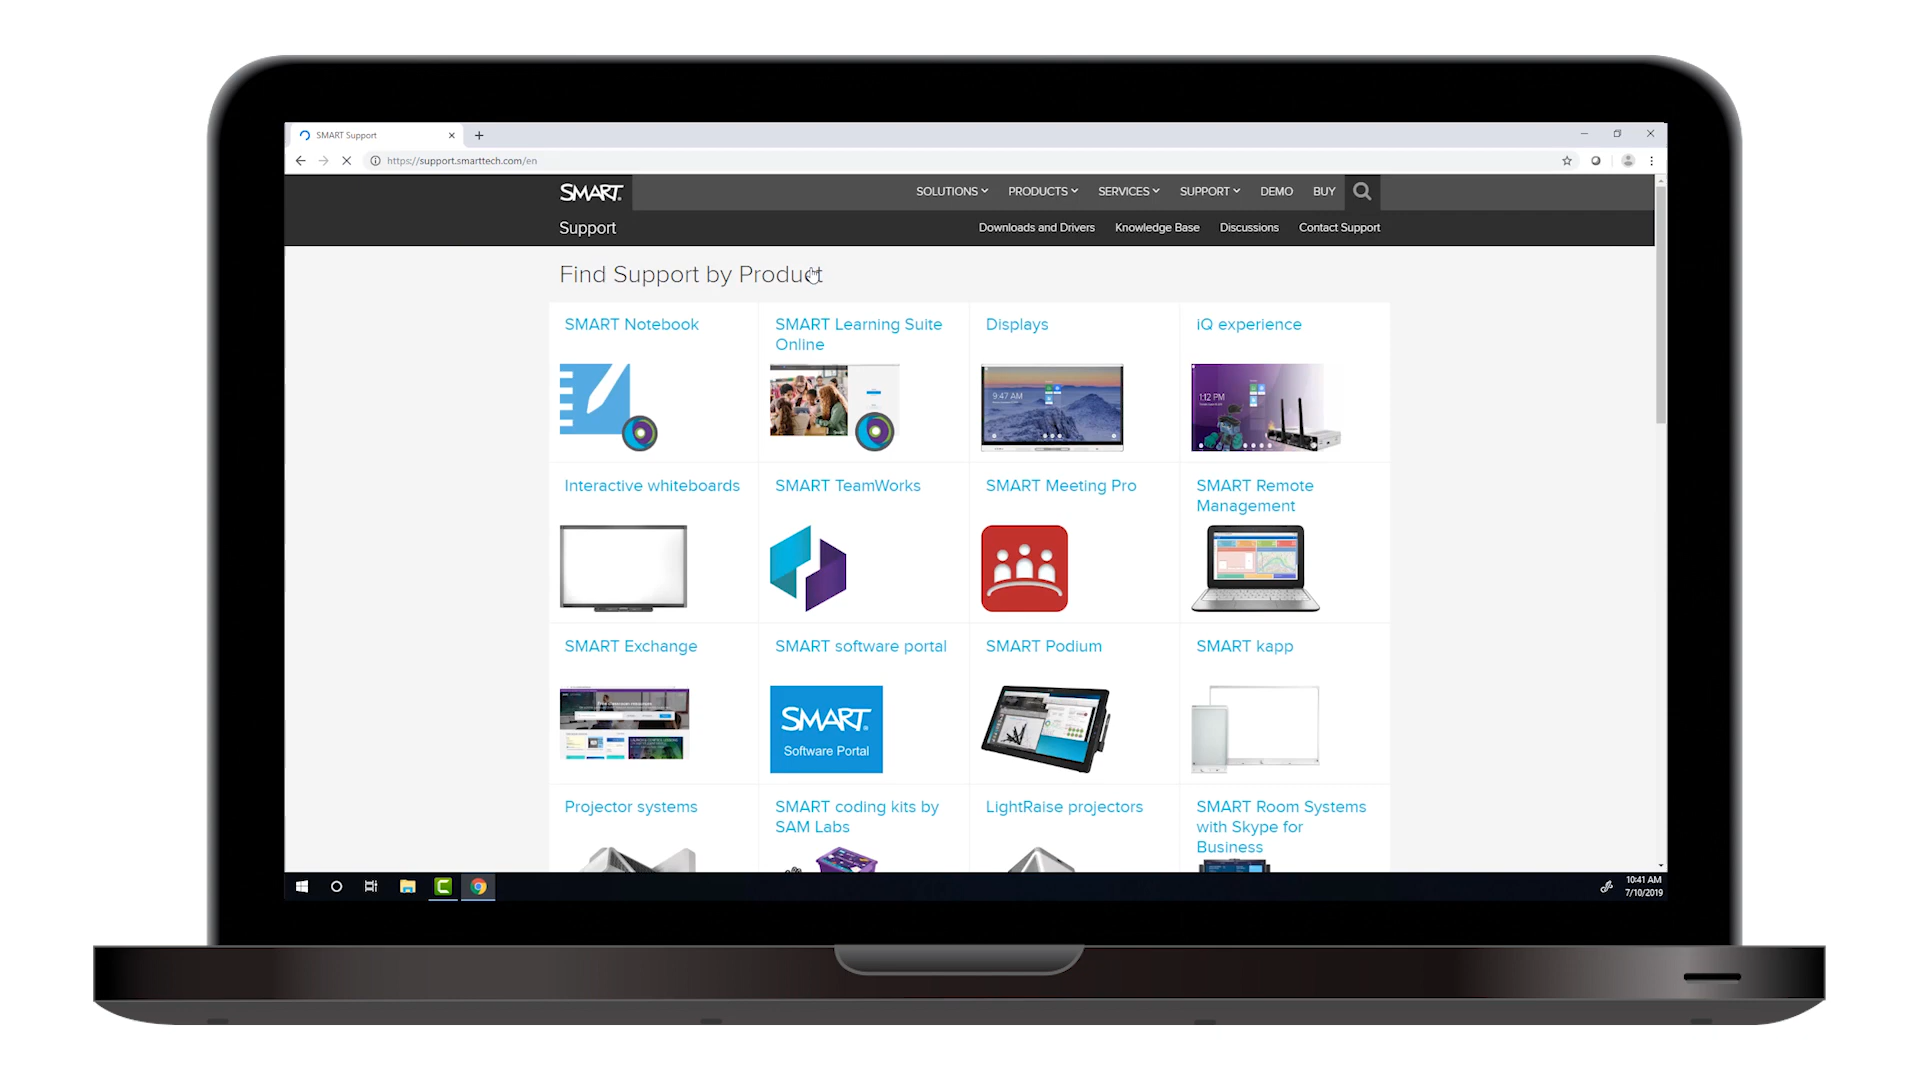 SMART Support
https://support.smarttech.com/en
SMART
SOLUTIONS PRODUCTS SERVICES SUPPORT DEMO BUY
Support
Downloads and Drivers Knowledge Base Discussions Contact Support
Find Support by Product
SMART Notebook
SMART Learning Suite
Online
Displays
iQ experience
9:47 AM
1:12 PM
Interactive whiteboards
SMART TeamWorks
SMART Meeting Pro
SMART Remote
Management
SMART Exchange
SMART software portal
SMART Podium
SMART kapp
SMART
Software Portal
Projector systems
SMART coding kits by
SAM Labs
LightRaise projectors
SMART Room Systems
with Skype for
Business
10:41 AM
7/10/2019